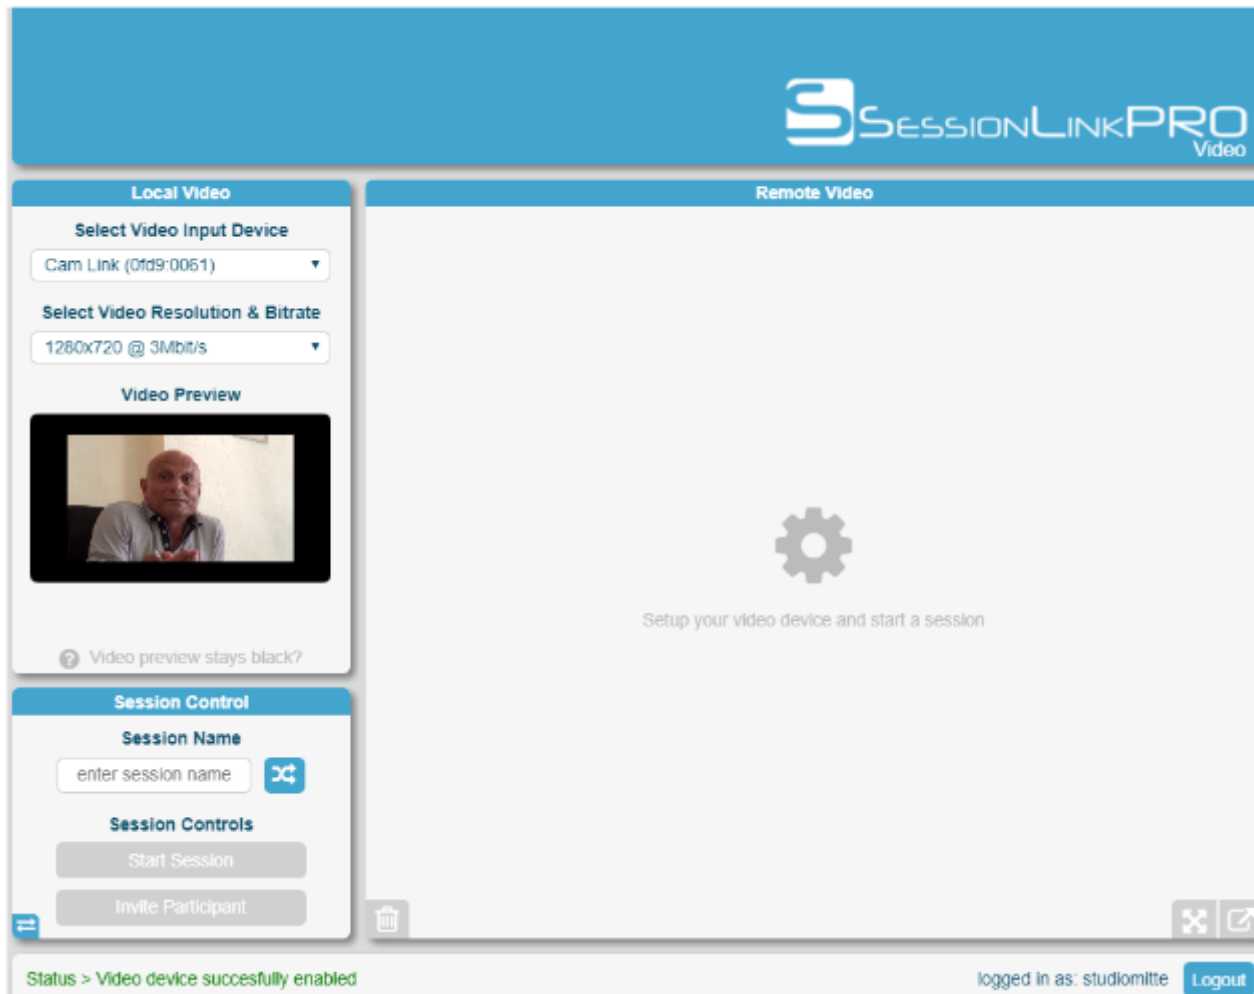 SESSIONLINKPRO
Video
Local Video
Select Video Input Device
Cam Link (0fd9:0061)
Select Video Resolution & Bitrate
1280x720 @ 3Mbit/s
Video Preview
Video preview stays black?
Session Control
Session Name
enter session name
Session Controls
Start Session
Invite Participant
Remote Video
Setup your video device and start a session
Status > Video device succesfully enabled
logged in as: studiomitte
Logout